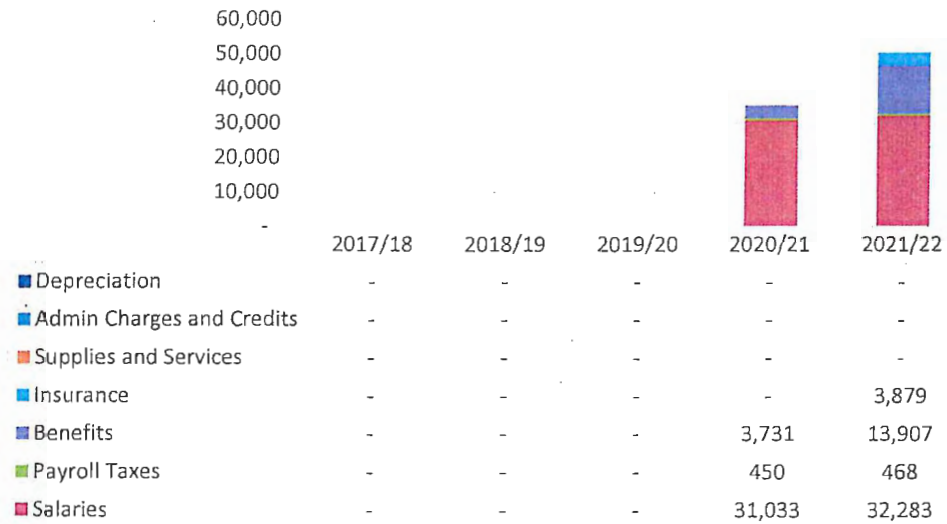 60,000
50,000
40,000
30,000
20,000
10,000
-
2017/18 2018/19 2019/20 2020/21 2021/22
Depreciation - - - - -
Admin Charges and Credits - - - - -
Supplies and Services - - - - -
Insurance - - - - 3,879
Benefits - - - 3,731 13,907
Payroll Taxes - - - 450 468
Salaries - - - 31,033 32,283